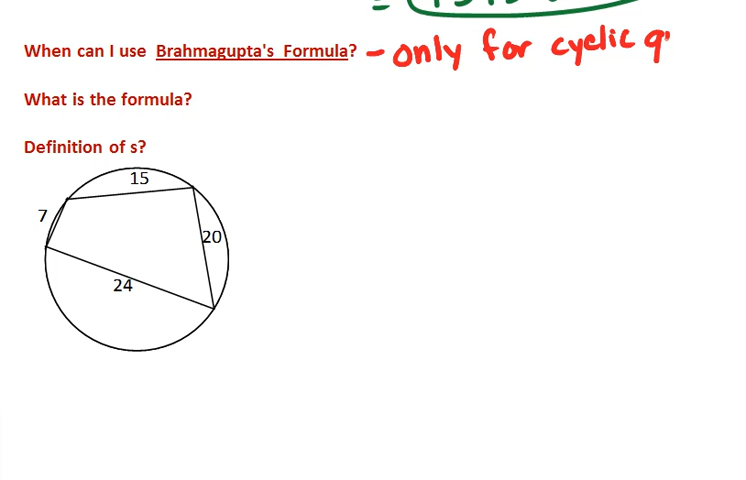 When can I use Brahmagupta's Formula? - only for cyclic q
What is the formula?
Definition of s?
15
7
20
24